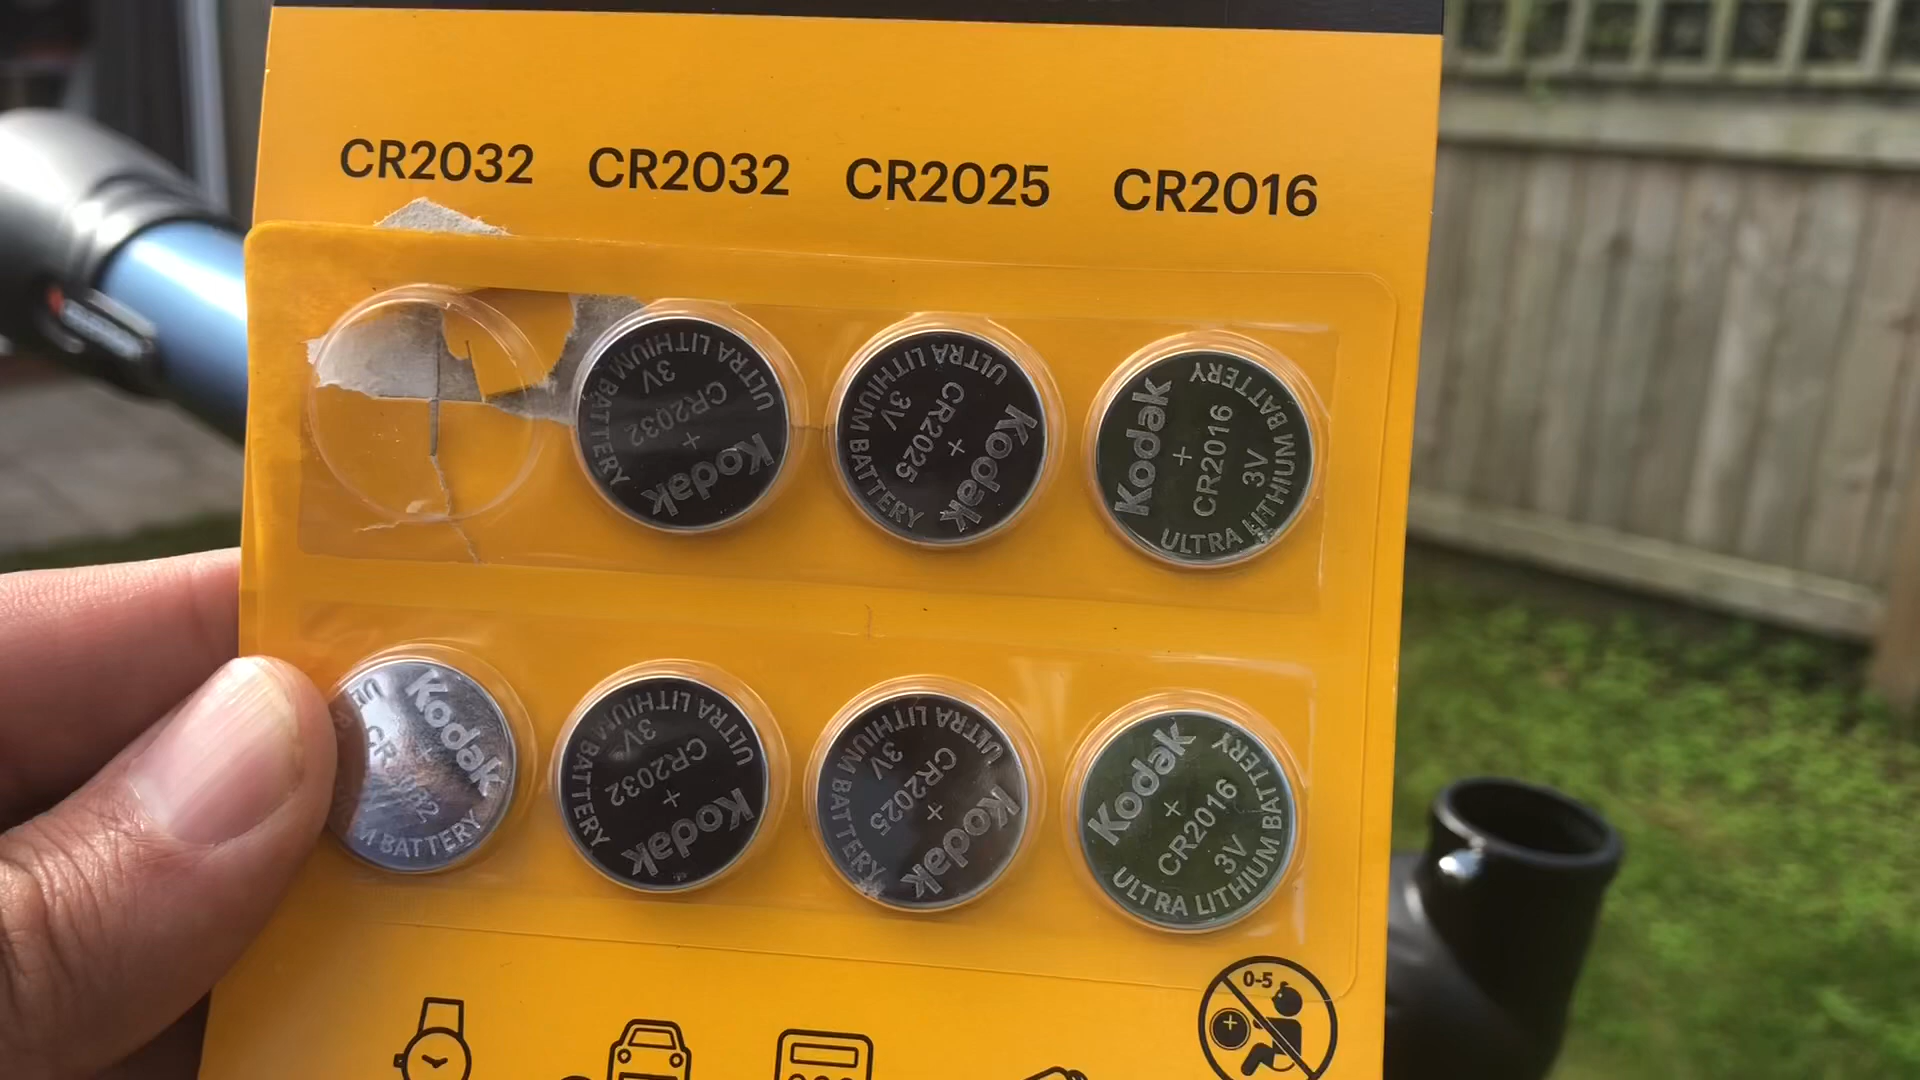 CR2032 CR2032 CR2025 CR2016
Kodak
CR2032
3V
ULTRA LITHIUM BATTERY
+
Kodak
CR2025
3V
ULTRA LITHIUM BATTERY
+
Kodak
+
CR2016
3V
ULTRA LITHIUM BATTERY
Kodak
BATTERY
Kodak
+
CR2032
3V
ULTRA LITHIUM BATTERY
Kodak
+
CR2025
3V
ULTRA LITHIUM BATTERY
Kodak
+
CR2016
3V
ULTRA LITHIUM BATTERY
0-5
+